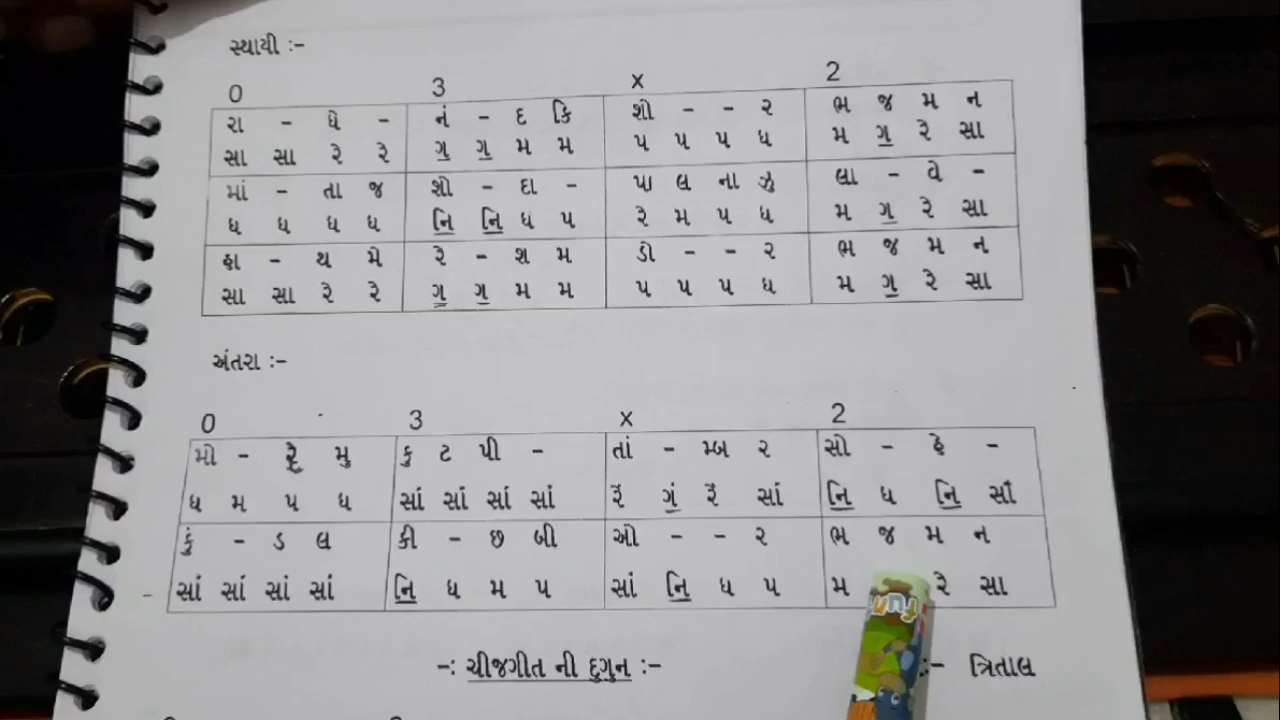 સ્થાયી :-
0 3 x 2
રા - ધે - નં - દ કિ શો - - ર ભ જ મ ન
સા સા રે રે ગ॒ ગ॒ મ મ પ પ પ ધ મ ગ॒ રે સા
માં - તા જ શો - દા - પા લ ના ઝુ લા - વે -
ધ ધ ધ ધ નિ॒ નિ॒ ધ પ રે મ પ ધ મ ગ॒ રે સા
હા - થ મે રે - શ મ ડો - - ર ભ જ મ ન
સા સા રે રે ગ॒ ગ॒ મ મ પ પ પ ધ મ ગ॒ રે સા
અંતરા :-
0 3 x 2
મો - ર મુ કુ ટ પી - તાં - મ્બ ર સો - હે -
ધ મ પ ધ સાં સાં સાં સાં રેં ગં॒ રેં સાં નિ॒ ધ નિ॒ સાં
કું - ડ લ કી - છ બી ઓ - - ર ભ જ મ ન
સાં સાં સાં સાં નિ॒ ધ મ પ સાં નિ॒ ધ પ મ રે સા
-: ચીજગીત ની દુગુન :- :- ત્રિતાલ